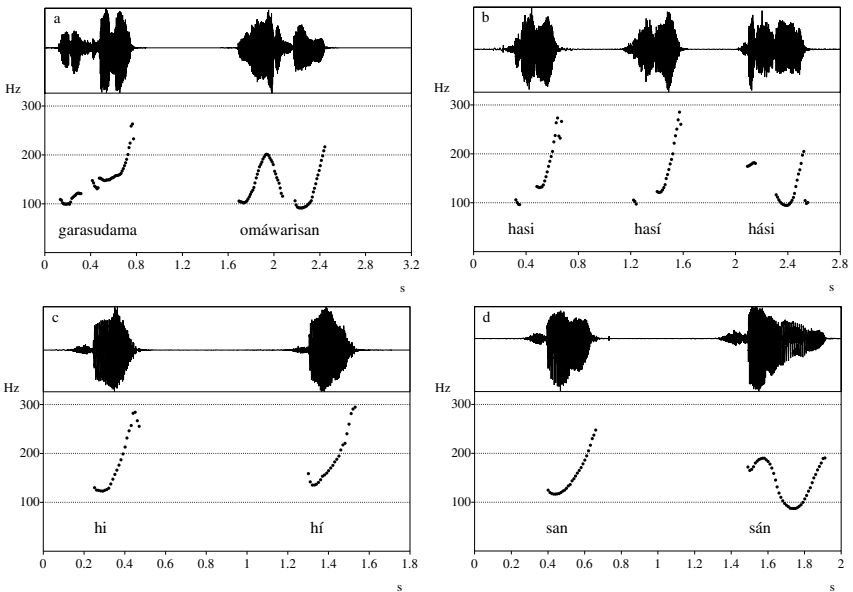 a
Hz
300
200
100
garasudama omáwarisan
0 0.4 0.8 1.2 1.6 2 2.4 2.8 3.2
s
b
Hz
300
200
100
hasi hasí hási
0 0.4 0.8 1.2 1.6 2 2.4 2.8
s
c
Hz
300
200
100
hi hí
0 0.2 0.4 0.6 0.8 1 1.2 1.4 1.6 1.8
s
d
Hz
300
200
100
san sán
0 0.2 0.4 0.6 0.8 1 1.2 1.4 1.6 1.8 2
s